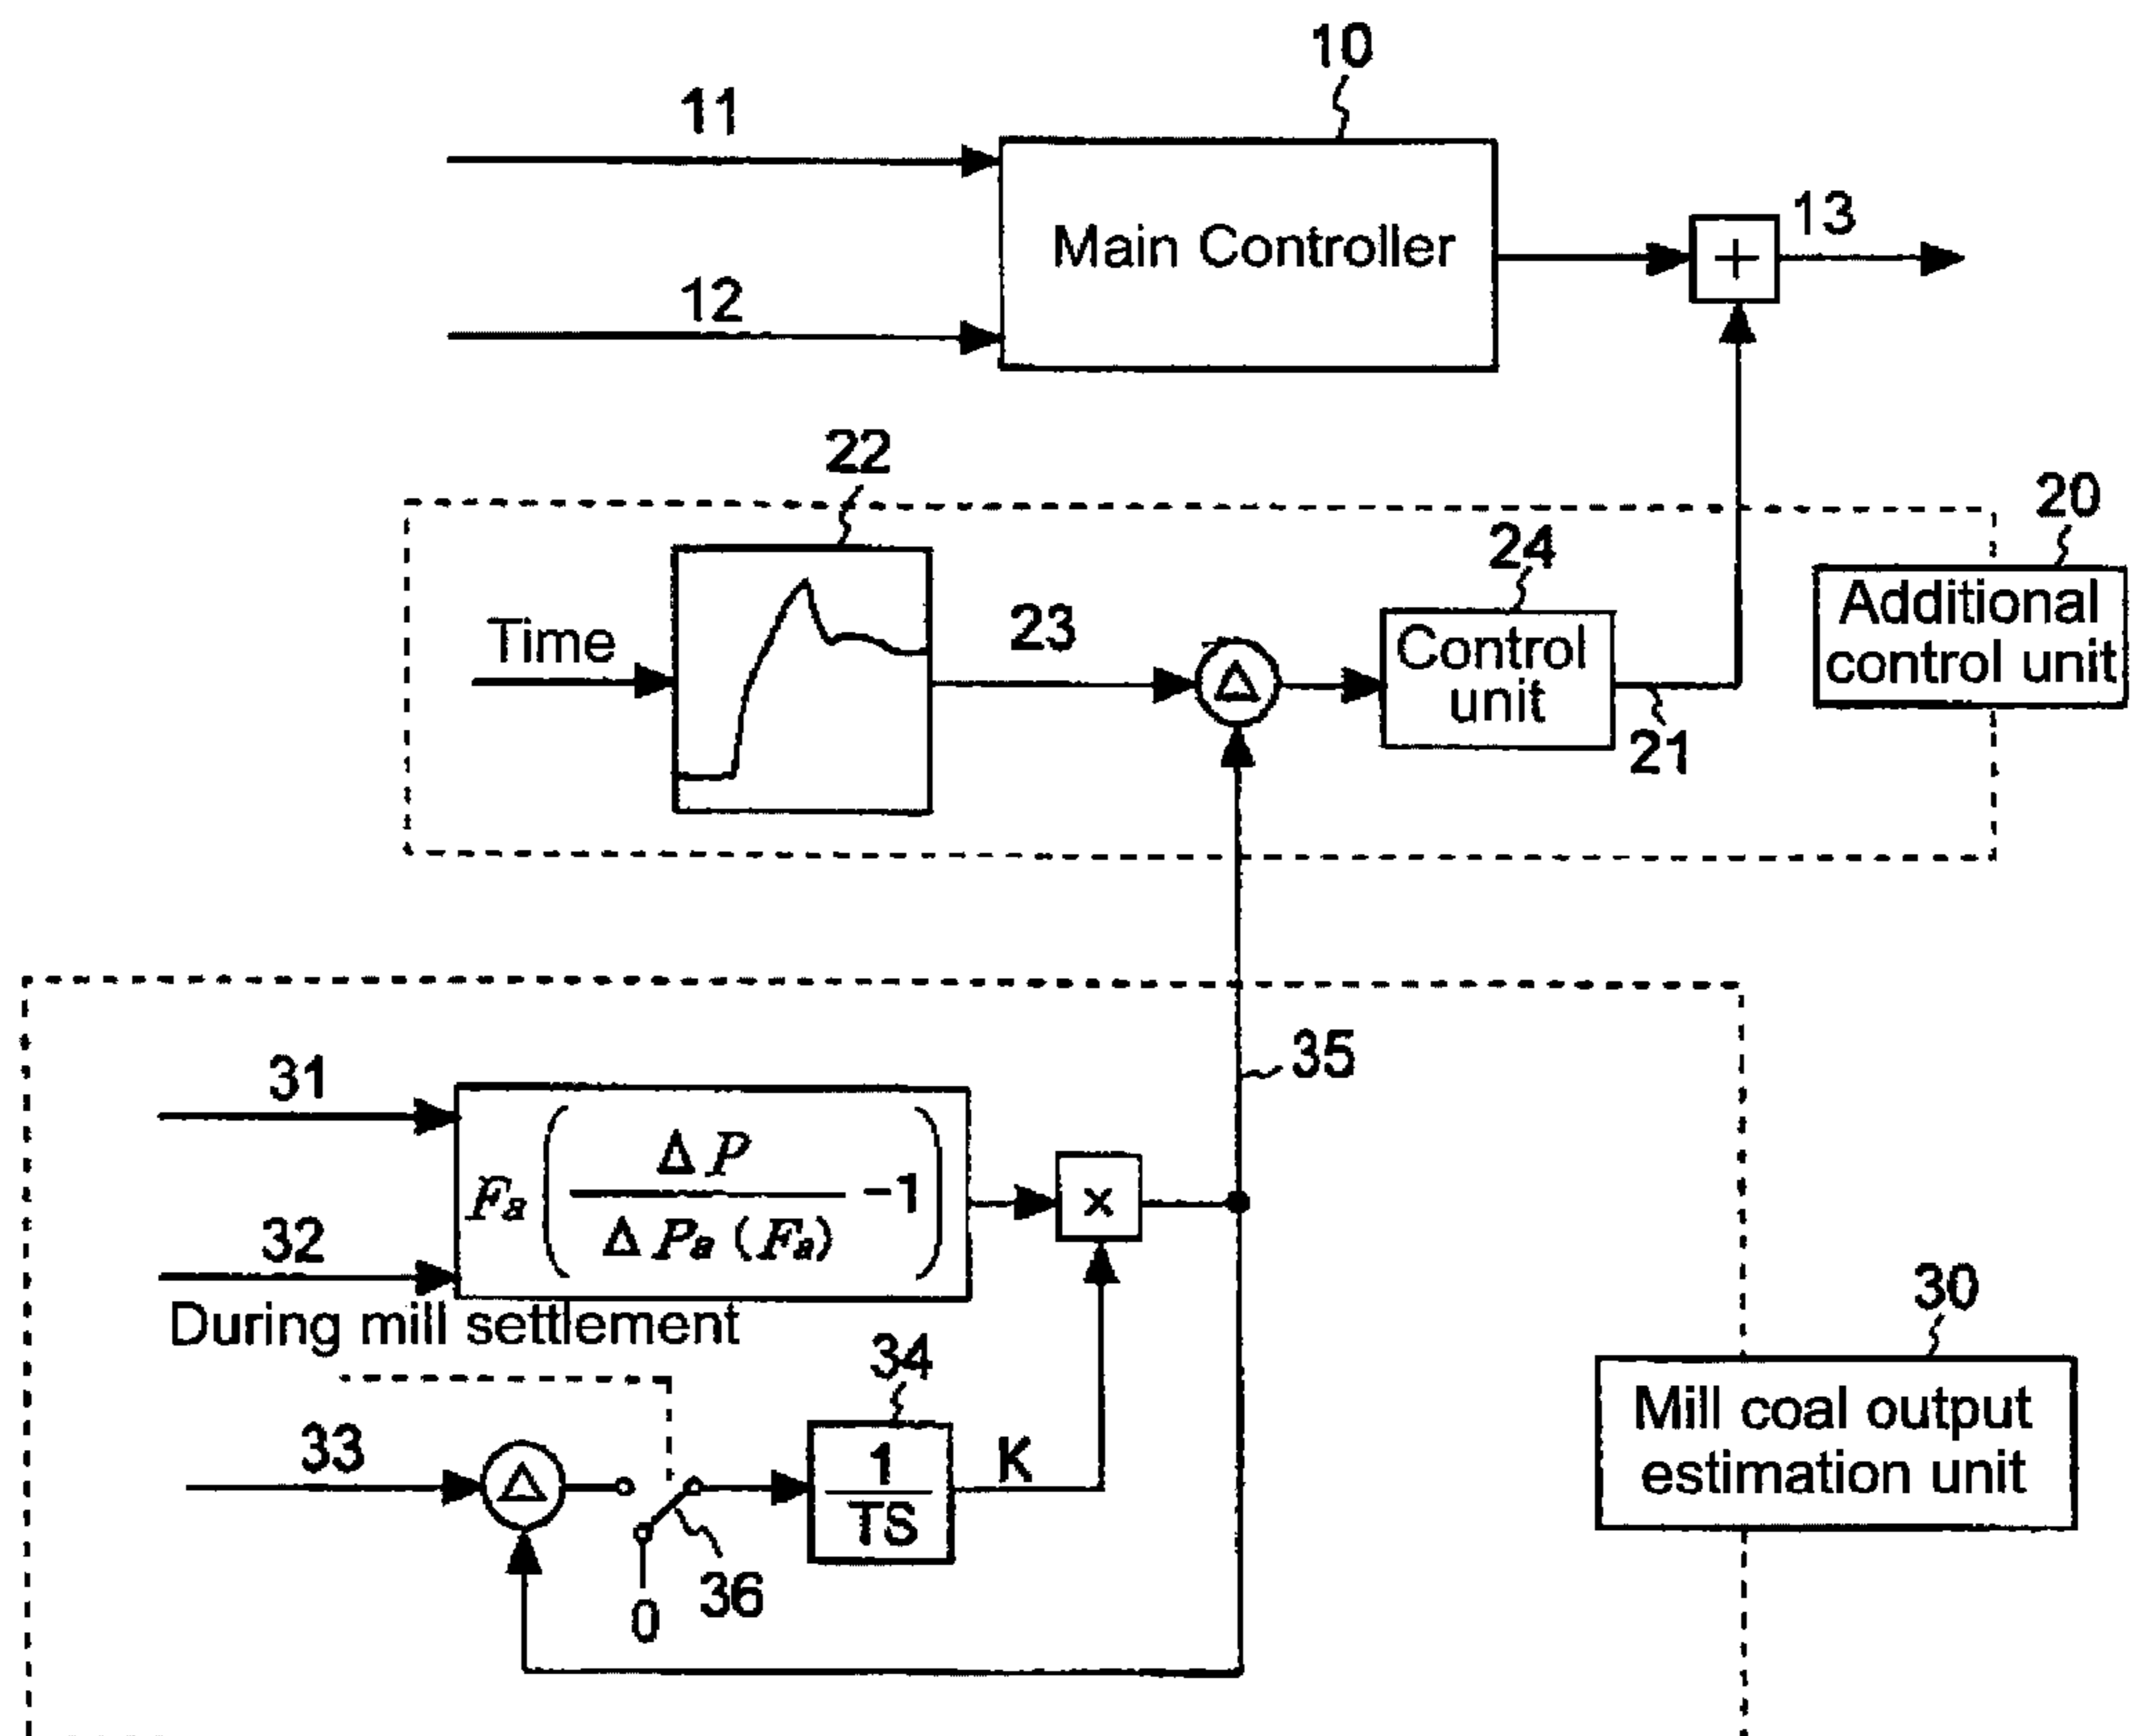 10
11
Main Controller
12
+
13
22
20
Additional
control unit
24
Time
23
Δ
Control
unit
21
35
31
Fa ( ΔP / ΔPa (Fa) -1 )
×
32
During mill settlement
30
Mill coal output
estimation unit
34
33
Δ
1
TS
K
36
0